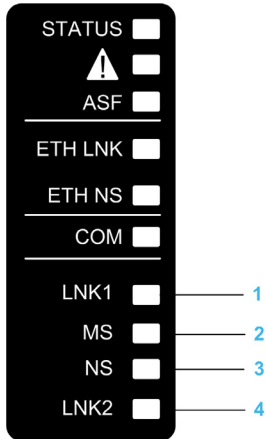 STATUS
ASF
ETH LNK
ETH NS
COM
LNK1 1
MS 2
NS 3
LNK2 4